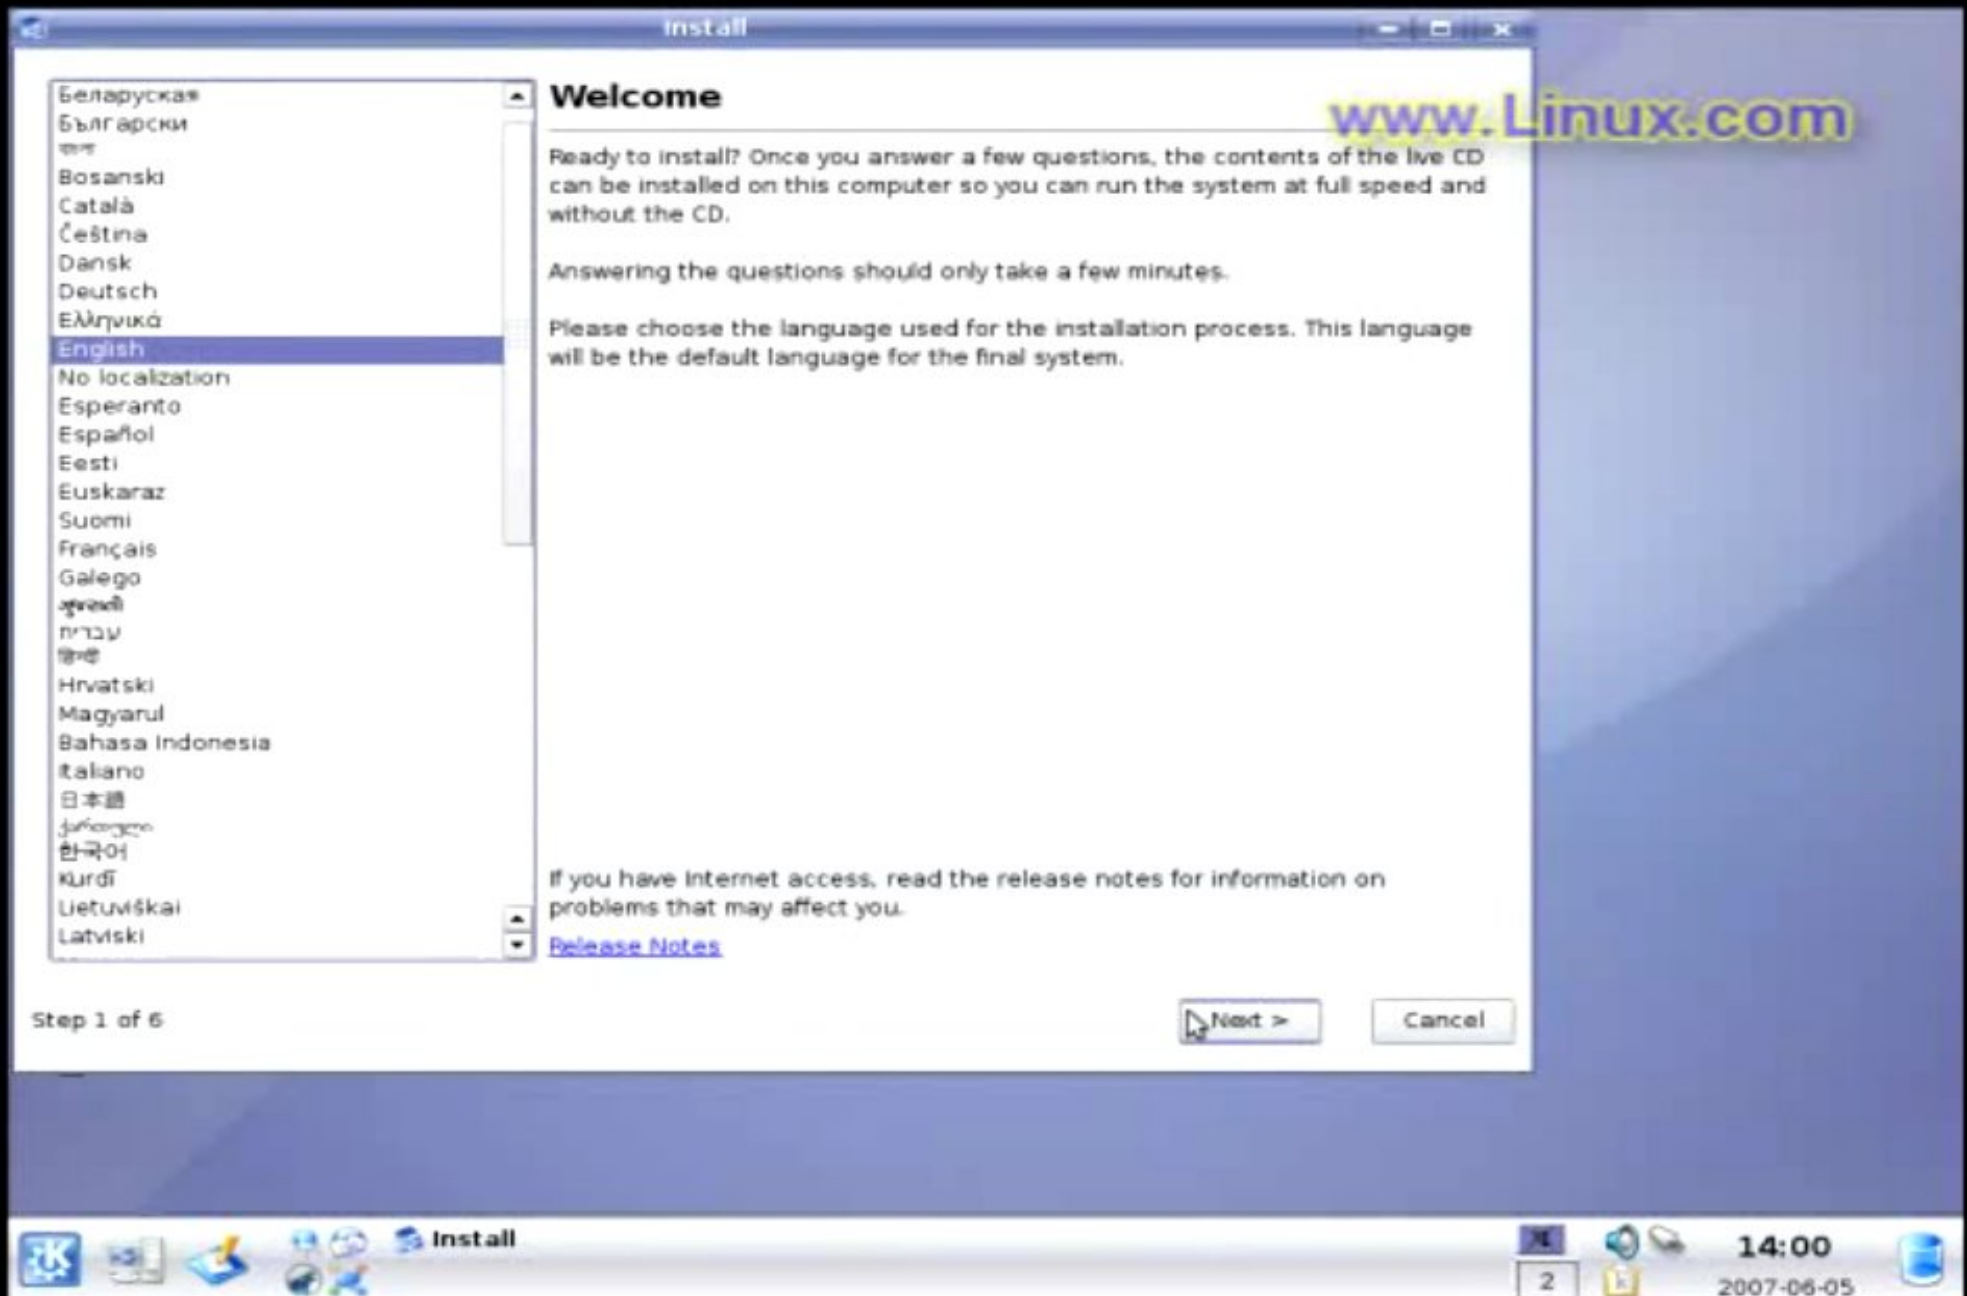 Install
Беларуская
Български
বাংলা
Bosanski
Català
Čeština
Dansk
Deutsch
Ελληνικά
English
No localization
Esperanto
Español
Eesti
Euskaraz
Suomi
Français
Galego
ગુજરાતી
עברית
हिन्दी
Hrvatski
Magyarul
Bahasa Indonesia
Italiano
日本語
ქართული
한국어
Kurdî
Lietuviškai
Latviski
Welcome
www.Linux.com
Ready to install? Once you answer a few questions, the contents of the live CD
can be installed on this computer so you can run the system at full speed and
without the CD.
Answering the questions should only take a few minutes.
Please choose the language used for the installation process. This language
will be the default language for the final system.
If you have Internet access, read the release notes for information on
problems that may affect you.
Release Notes
Step 1 of 6
Next >
Cancel
Install
2
14:00
2007-06-05